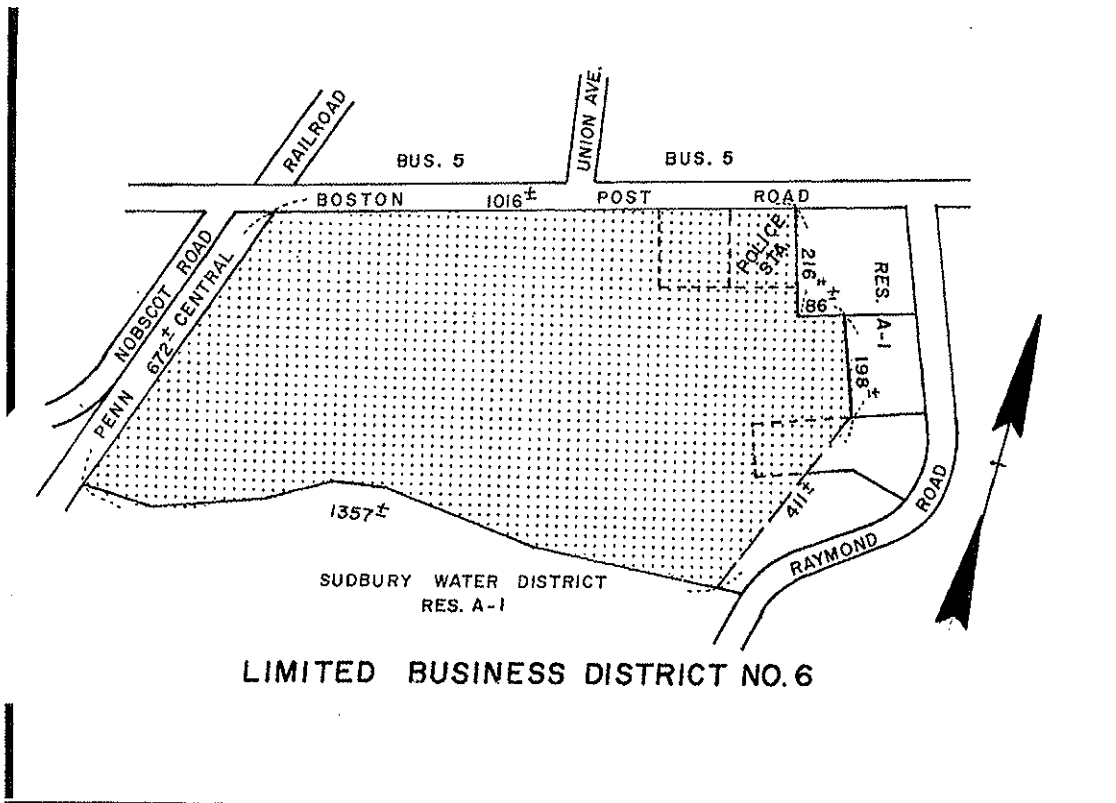 RAILROAD
UNION AVE.
BUS. 5
BUS. 5
BOSTON 1016± POST ROAD
NOBSCOT ROAD
PENN 672± CENTRAL
POLICE
STA.
216"±
86
RES. A-1
198±
411±
1357±
RAYMOND ROAD
SUDBURY WATER DISTRICT
RES. A-1
LIMITED BUSINESS DISTRICT NO. 6